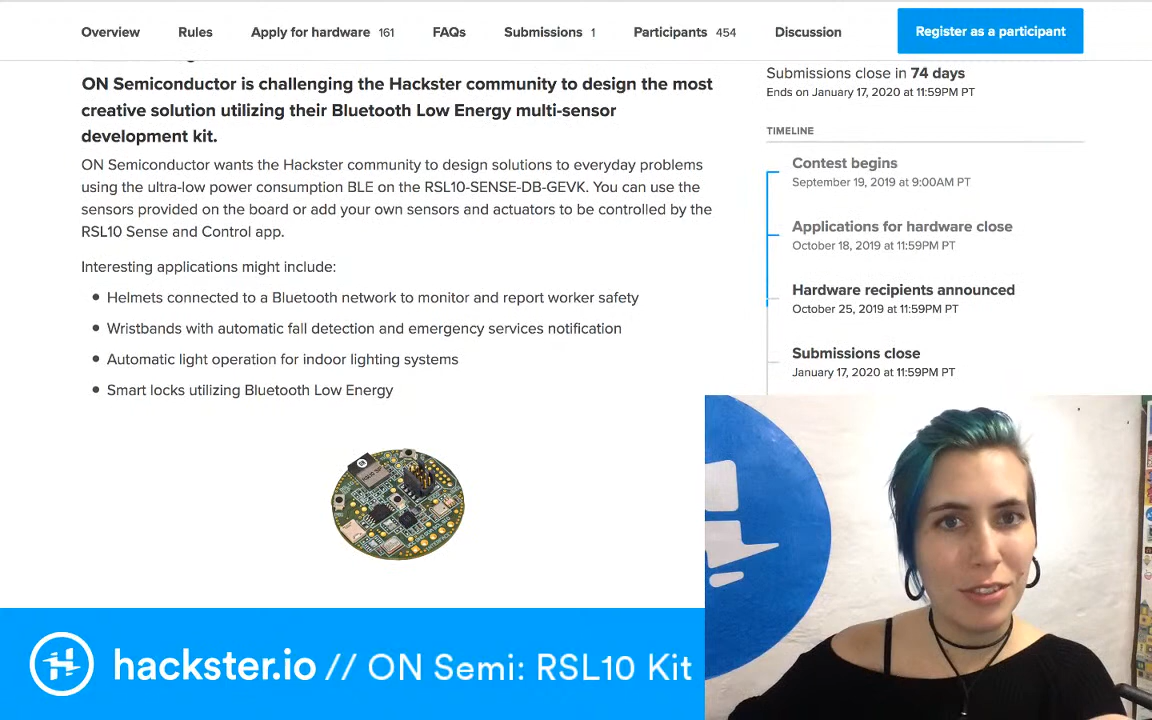 Overview Rules Apply for hardware 161 FAQs Submissions 1 Participants 454 Discussion Register as a participant
ON Semiconductor is challenging the Hackster community to design the most
creative solution utilizing their Bluetooth Low Energy multi-sensor
development kit.
ON Semiconductor wants the Hackster community to design solutions to everyday problems
using the ultra-low power consumption BLE on the RSL10-SENSE-DB-GEVK. You can use the
sensors provided on the board or add your own sensors and actuators to be controlled by the
RSL10 Sense and Control app.
Interesting applications might include:
• Helmets connected to a Bluetooth network to monitor and report worker safety
• Wristbands with automatic fall detection and emergency services notification
• Automatic light operation for indoor lighting systems
• Smart locks utilizing Bluetooth Low Energy
Submissions close in 74 days
Ends on January 17, 2020 at 11:59PM PT
TIMELINE
Contest begins
September 19, 2019 at 9:00AM PT
Applications for hardware close
October 18, 2019 at 11:59PM PT
Hardware recipients announced
October 25, 2019 at 11:59PM PT
Submissions close
January 17, 2020 at 11:59PM PT
hackster.io // ON Semi: RSL10 Kit